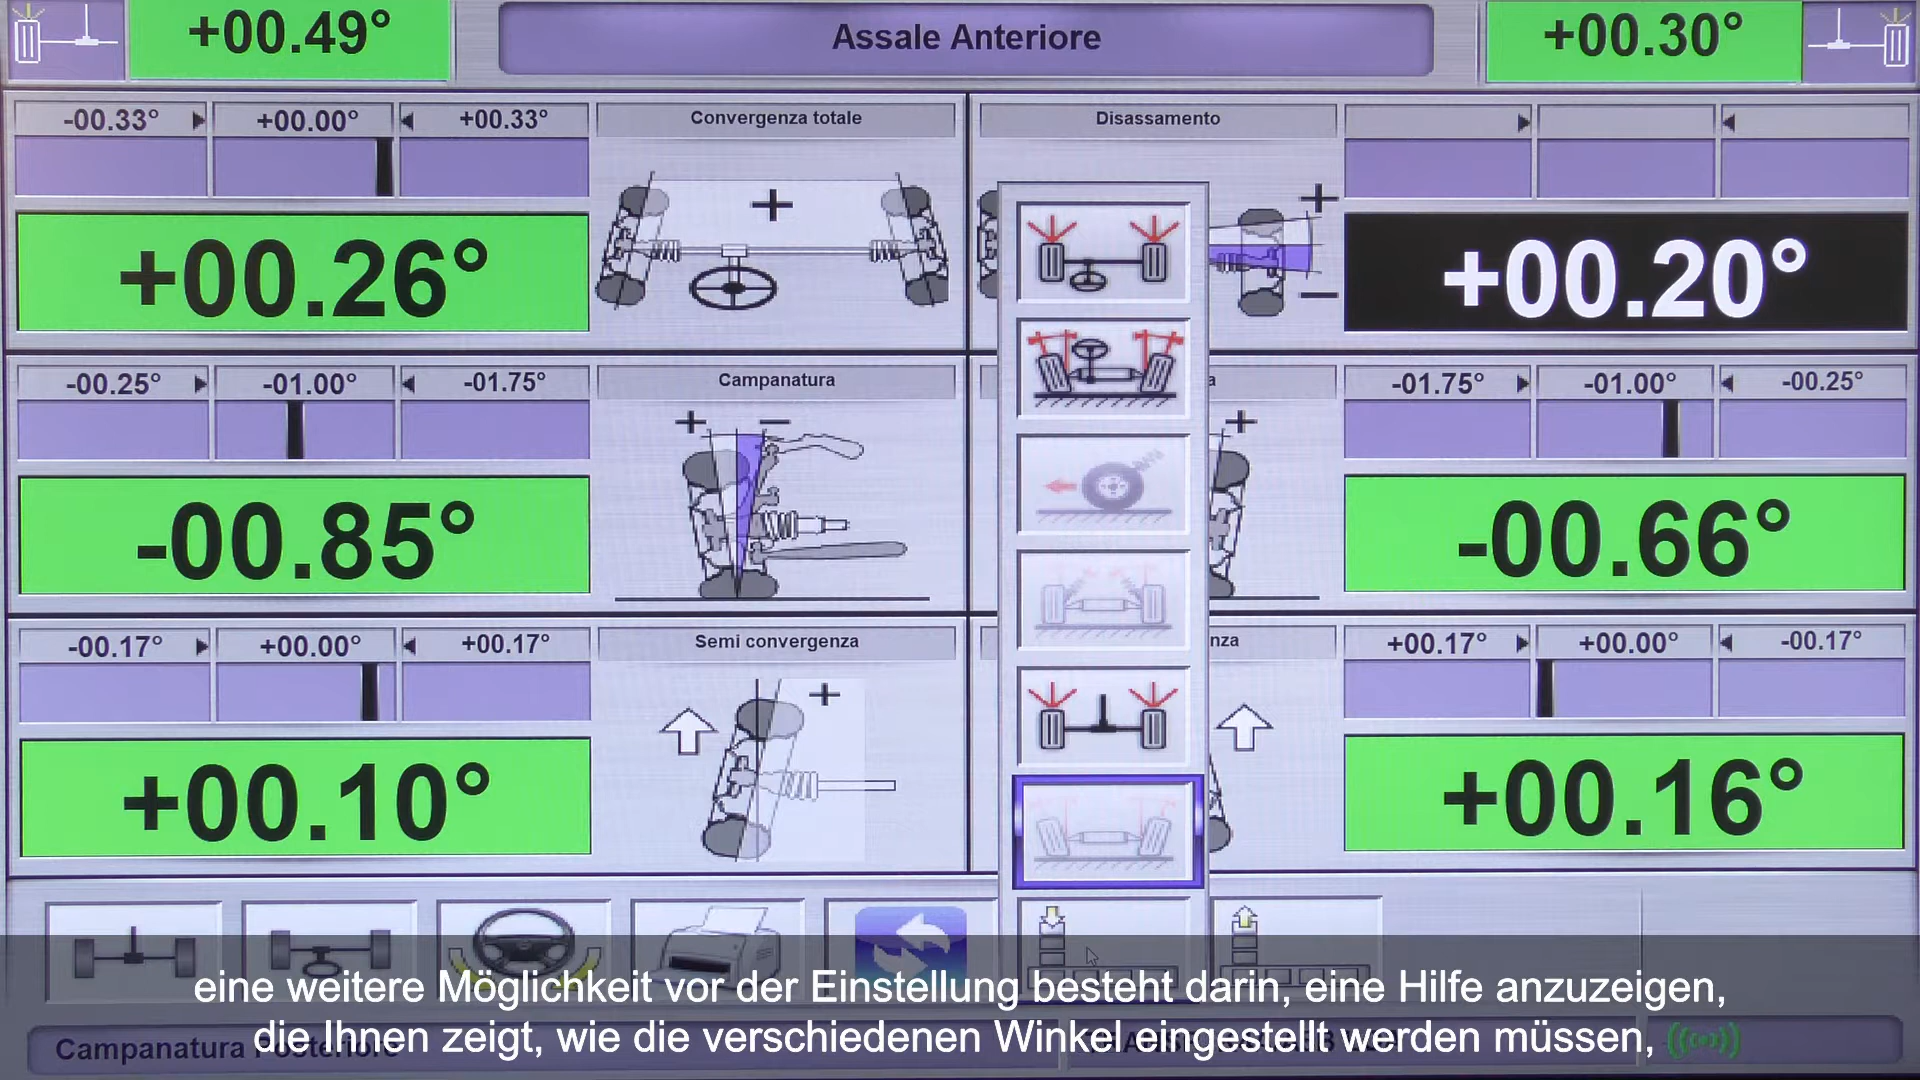 +00.49°
Assale Anteriore
+00.30°
-00.33° +00.00° +00.33°
Convergenza totale
Disassamento
+ + −
+00.26°
+00.20°
-00.25° -01.00° -01.75°
Campanatura
a
-01.75° -01.00° -00.25°
+ − +
-00.85°
-00.66°
-00.17° +00.00° +00.17°
Semi convergenza
nza
+00.17° +00.00° -00.17°
+
+00.10°
+00.16°
eine weitere Möglichkeit vor der Einstellung besteht darin, eine Hilfe anzuzeigen,
die Ihnen zeigt, wie die verschiedenen Winkel eingestellt werden müssen,
Campanatura Posteriore